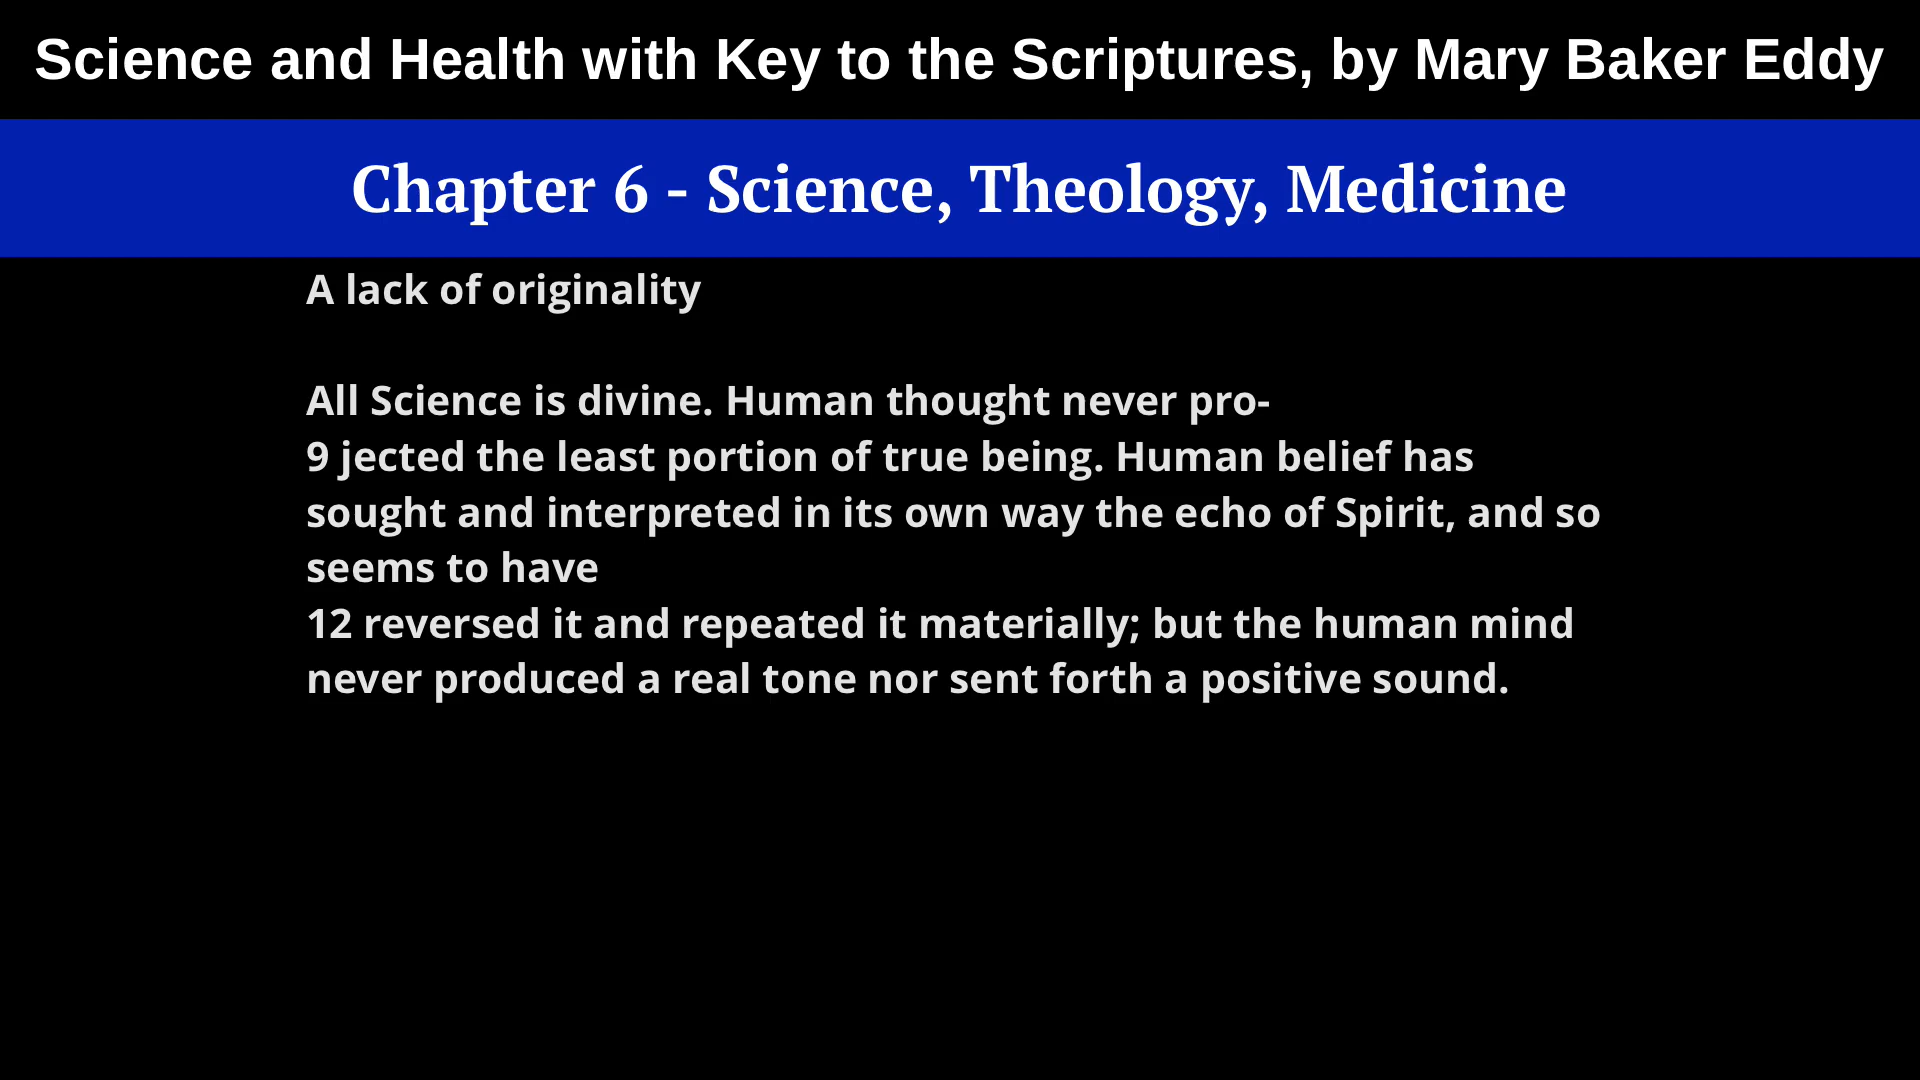 Science and Health with Key to the Scriptures, by Mary Baker Eddy
Chapter 6 - Science, Theology, Medicine
A lack of originality
All Science is divine. Human thought never pro-
9 jected the least portion of true being. Human belief has
sought and interpreted in its own way the echo of Spirit, and so
seems to have
12 reversed it and repeated it materially; but the human mind
never produced a real tone nor sent forth a positive sound.